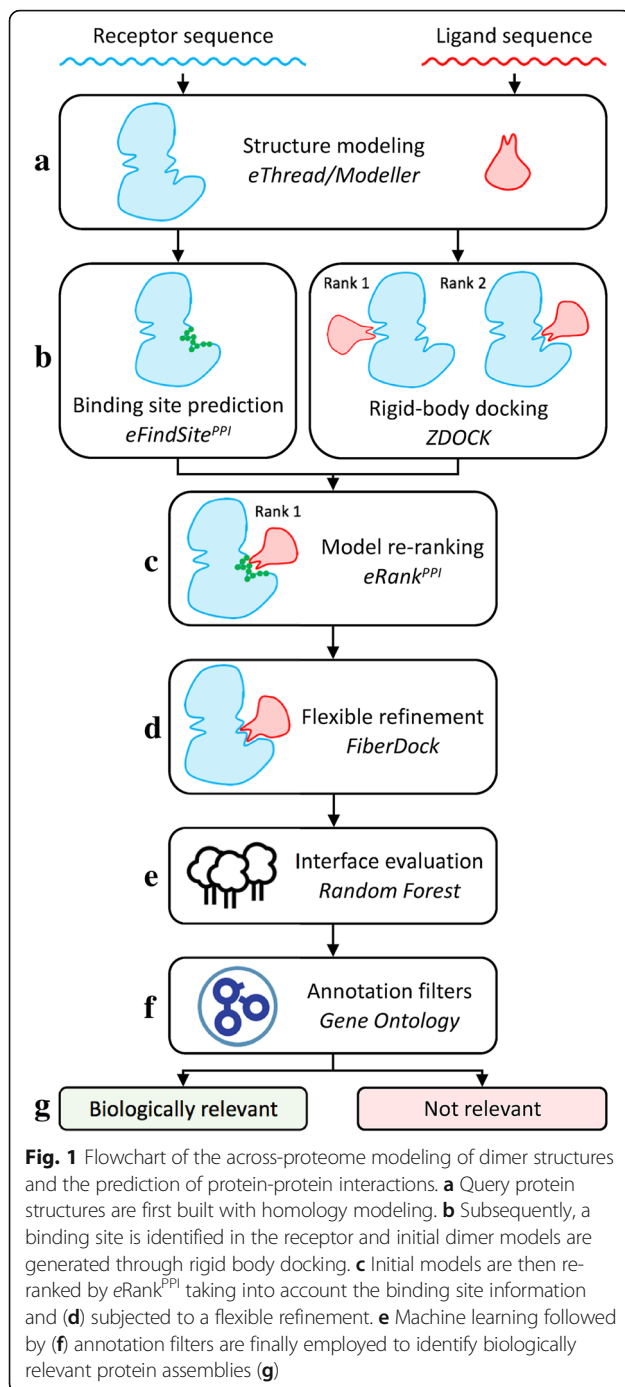 Receptor sequence
Ligand sequence
a
Structure modeling
eThread/Modeller
b
Binding site prediction
eFindSitePPI
Rank 1
Rank 2
Rigid-body docking
ZDOCK
c
Rank 1
Model re-ranking
eRankPPI
d
Flexible refinement
FiberDock
e
Interface evaluation
Random Forest
f
Annotation filters
Gene Ontology
g
Biologically relevant
Not relevant
Fig. 1 Flowchart of the across-proteome modeling of dimer structures
and the prediction of protein-protein interactions. a Query protein
structures are first built with homology modeling. b Subsequently, a
binding site is identified in the receptor and initial dimer models are
generated through rigid body docking. c Initial models are then re-
ranked by eRankPPI taking into account the binding site information
and (d) subjected to a flexible refinement. e Machine learning followed
by (f) annotation filters are finally employed to identify biologically
relevant protein assemblies (g)